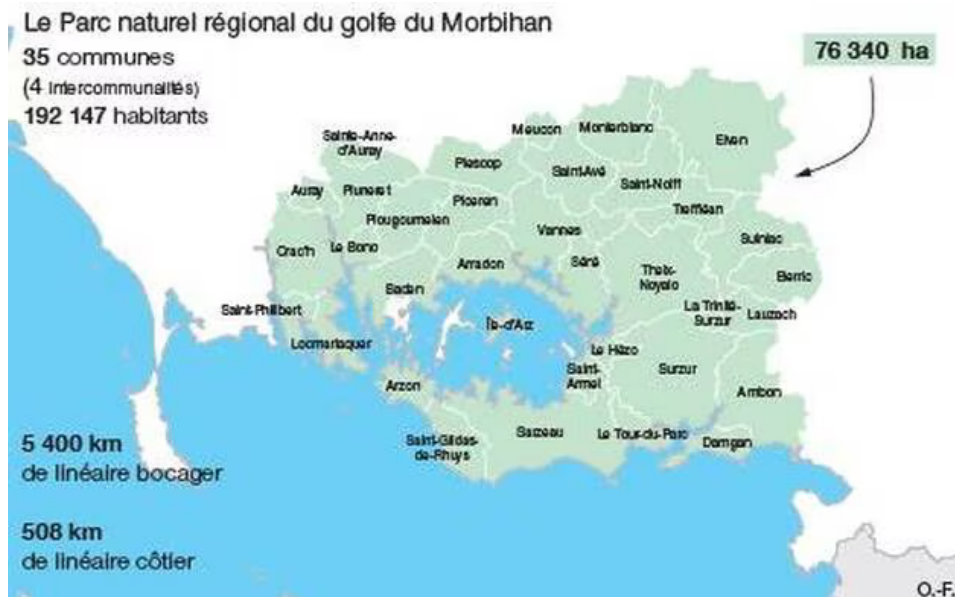 Le Parc naturel régional du golfe du Morbihan
35 communes
(4 intercommunalités)
192 147 habitants
76 340 ha
Meucon
Monterblanc
Elven
Sainte-Anne-
d'Auray
Plescop
Saint-Avé
Saint-Nolff
Auray
Pluneret
Ploeren
Treffléan
Plougoumelen
Vannes
Sulniac
Crac'h
Le Bono
Arradon
Séné
Theix-
Noyalo
Berric
Baden
La Trinité-
Surzur
Lauzach
Saint-Philibert
Île-d'Arz
Locmariaquer
Le Hézo
Saint-
Armel
Surzur
Arzon
Ambon
Saint-Gildas-
de-Rhuys
Sarzeau
Le Tour-du-Parc
Damgan
5 400 km
de linéaire bocager
508 km
de linéaire côtier
O.-F.